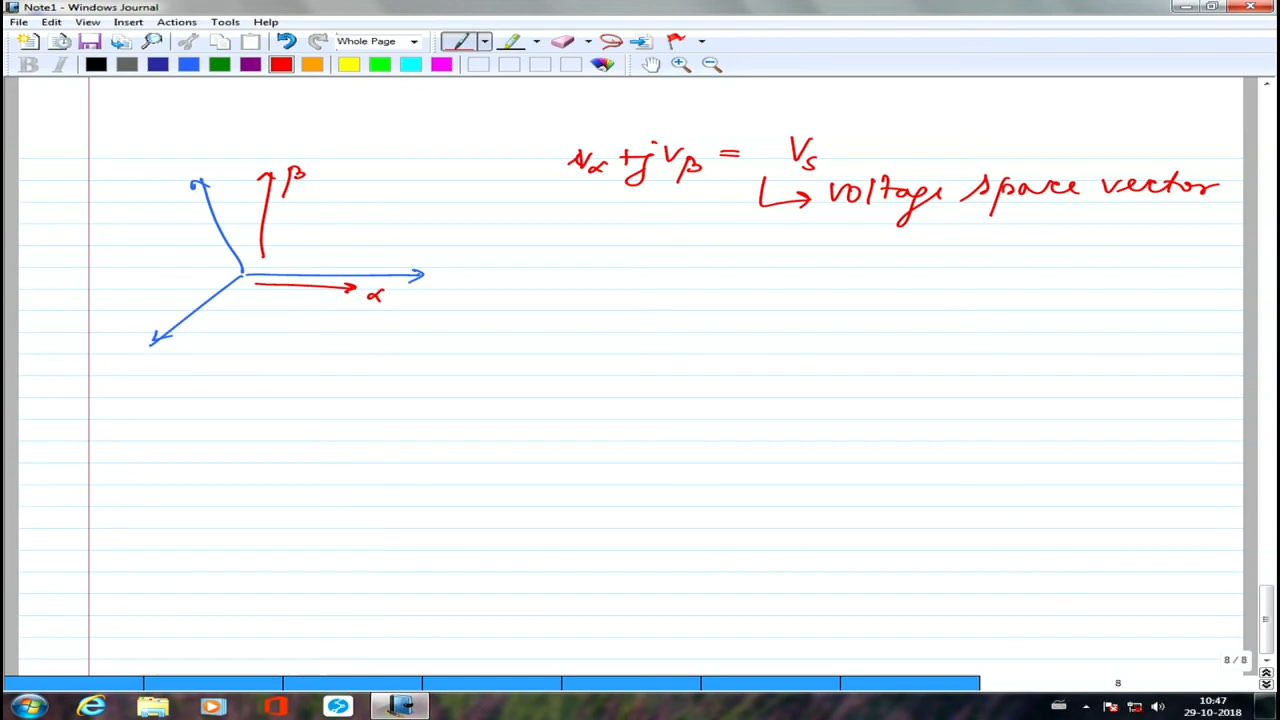 Note1 - Windows Journal
File Edit View Insert Actions Tools Help
Whole Page
B I
β
α
vα + j Vβ = Vs
voltage space vector
8 / 8
8
10:47
29-10-2018